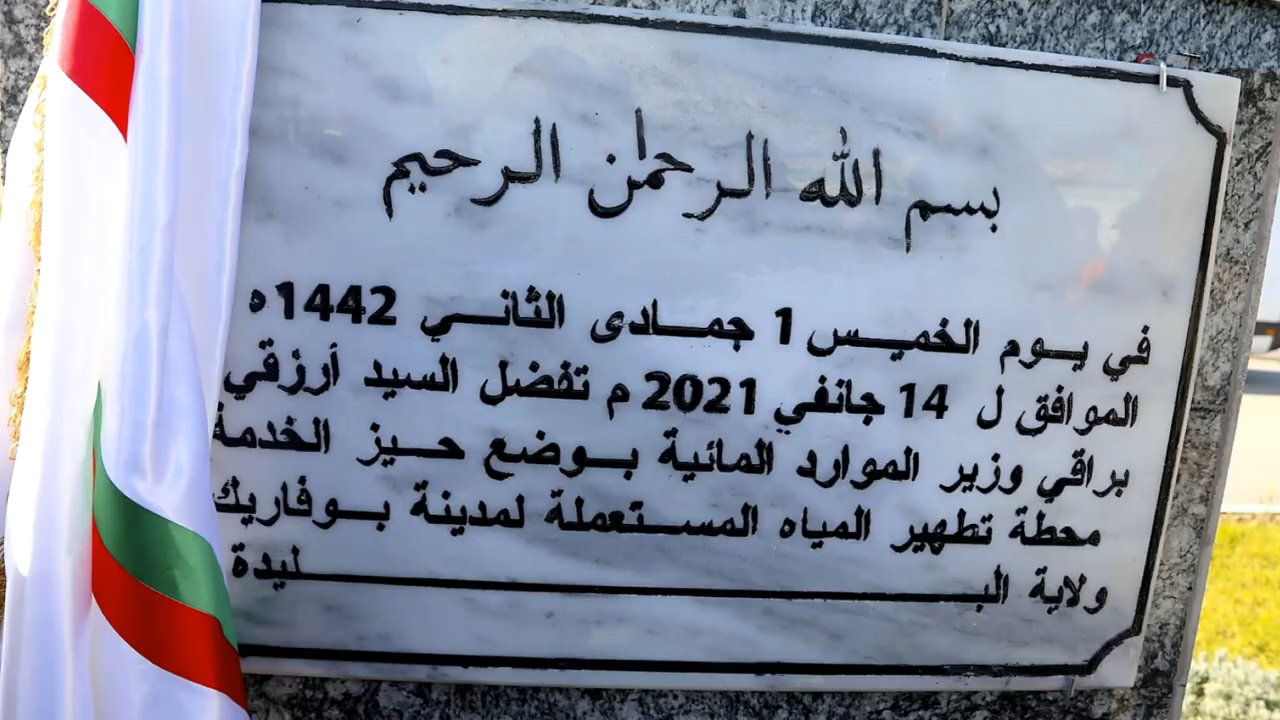 بسم الله الرحمٰن الرحيم
في يوم الخميس 1 جمادى الثاني 1442ه
الموافق ل 14 جانفي 2021 م تفضل السيد أرزقي
براقي وزير الموارد المائية بوضع حيز الخدمة
محطة تطهير المياه المستعملة لمدينة بوفاريك
ولاية البليدة